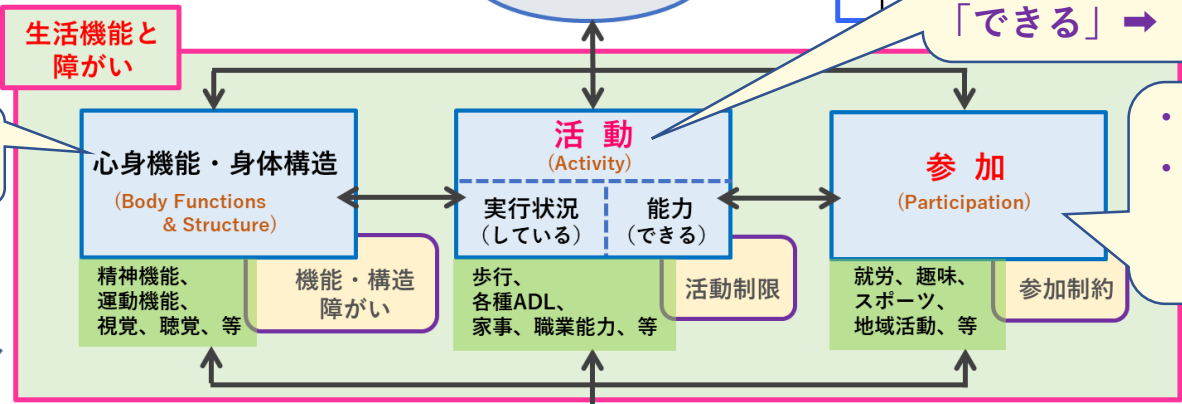 「できる」➡
生活機能と
障がい
心身機能・身体構造
(Body Functions
& Structure)
活 動
(Activity)
実行状況
（している）
能力
（できる）
参 加
(Participation)
精神機能、
運動機能、
視覚、聴覚、等
機能・構造
障がい
歩行、
各種ADL、
家事、職業能力、等
活動制限
就労、趣味、
スポーツ、
地域活動、等
参加制約
・
・